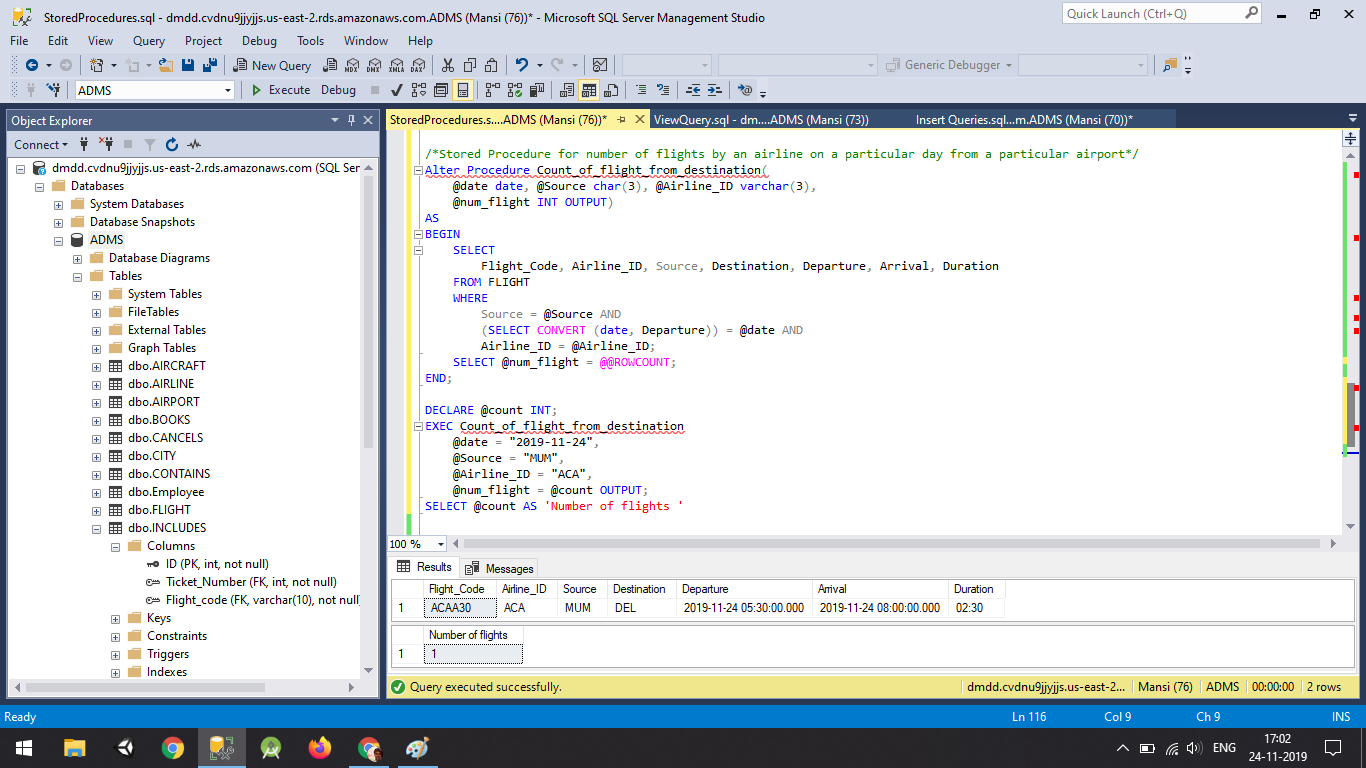 StoredProcedures.sql - dmdd.cvdnu9jjyjjs.us-east-2.rds.amazonaws.com.ADMS (Mansi (76))* - Microsoft SQL Server Management Studio
Quick Launch (Ctrl+Q)
File Edit View Query Project Debug Tools Window Help
New Query MDX DMX XMLA DAX Generic Debugger
ADMS Execute Debug
Object Explorer
Connect
dmdd.cvdnu9jjyjjs.us-east-2.rds.amazonaws.com (SQL Ser
Databases
System Databases
Database Snapshots
ADMS
Database Diagrams
Tables
System Tables
FileTables
External Tables
Graph Tables
dbo.AIRCRAFT
dbo.AIRLINE
dbo.AIRPORT
dbo.BOOKS
dbo.CANCELS
dbo.CITY
dbo.CONTAINS
dbo.Employee
dbo.FLIGHT
dbo.INCLUDES
Columns
ID (PK, int, not null)
Ticket_Number (FK, int, not null)
Flight_code (FK, varchar(10), not null
Keys
Constraints
Triggers
Indexes
StoredProcedures.s....ADMS (Mansi (76))* ViewQuery.sql - dm....ADMS (Mansi (73)) Insert Queries.sql...m.ADMS (Mansi (70))*
/*Stored Procedure for number of flights by an airline on a particular day from a particular airport*/
Alter Procedure Count_of_flight_from_destination(
@date date, @Source char(3), @Airline_ID varchar(3),
@num_flight INT OUTPUT)
AS
BEGIN
SELECT
Flight_Code, Airline_ID, Source, Destination, Departure, Arrival, Duration
FROM FLIGHT
WHERE
Source = @Source AND
(SELECT CONVERT (date, Departure)) = @date AND
Airline_ID = @Airline_ID;
SELECT @num_flight = @@ROWCOUNT;
END;
DECLARE @count INT;
EXEC Count_of_flight_from_destination
@date = "2019-11-24",
@Source = "MUM",
@Airline_ID = "ACA",
@num_flight = @count OUTPUT;
SELECT @count AS 'Number of flights '
100 %
Results Messages
Flight_Code Airline_ID Source Destination Departure Arrival Duration
1 ACAA30 ACA MUM DEL 2019-11-24 05:30:00.000 2019-11-24 08:00:00.000 02:30
Number of flights
1 1
Query executed successfully. dmdd.cvdnu9jjyjjs.us-east-2... Mansi (76) ADMS 00:00:00 2 rows
Ready Ln 116 Col 9 Ch 9 INS
ENG 17:02
24-11-2019